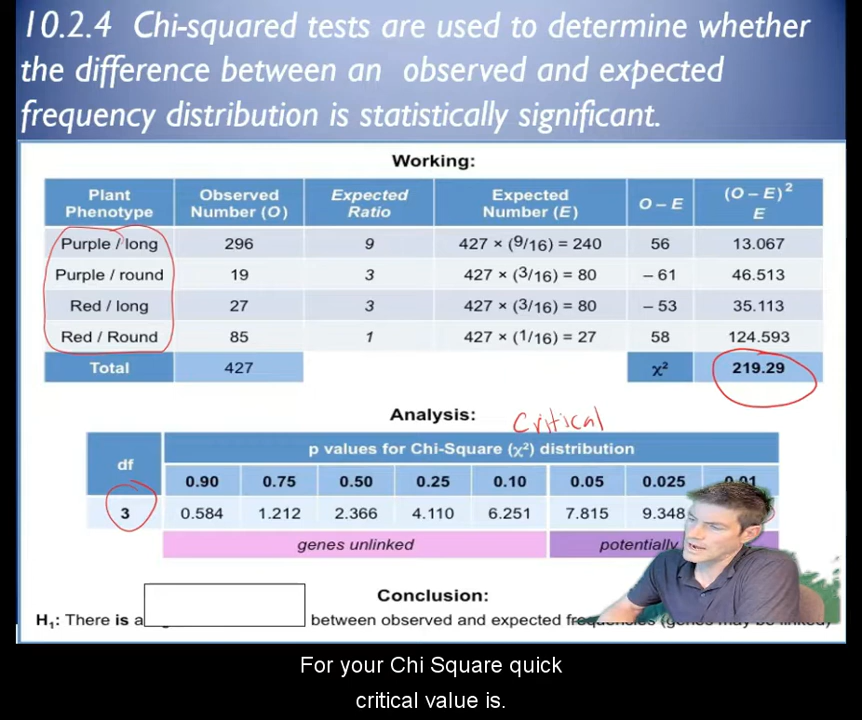 10.2.4 Chi-squared tests are used to determine whether
the difference between an observed and expected
frequency distribution is statistically significant.
Working:
Plant Phenotype Observed Number (O) Expected Ratio Expected Number (E) O – E (O – E)² E
Purple / long 296 9 427 × (9/16) = 240 56 13.067
Purple / round 19 3 427 × (3/16) = 80 – 61 46.513
Red / long 27 3 427 × (3/16) = 80 – 53 35.113
Red / Round 85 1 427 × (1/16) = 27 58 124.593
Total 427 χ² 219.29
Analysis:
Critical
df p values for Chi-Square (χ²) distribution
0.90 0.75 0.50 0.25 0.10 0.05 0.025 0.01
3 0.584 1.212 2.366 4.110 6.251 7.815 9.348
genes unlinked potentially
Conclusion:
H₁: There is a between observed and expected
For your Chi Square quick
critical value is.